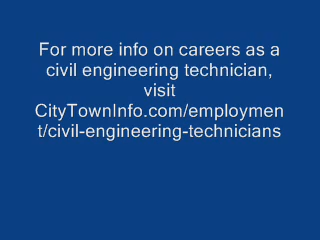 For more info on careers as a
civil engineering technician,
visit
CityTownInfo.com/employmen
t/civil-engineering-technicians